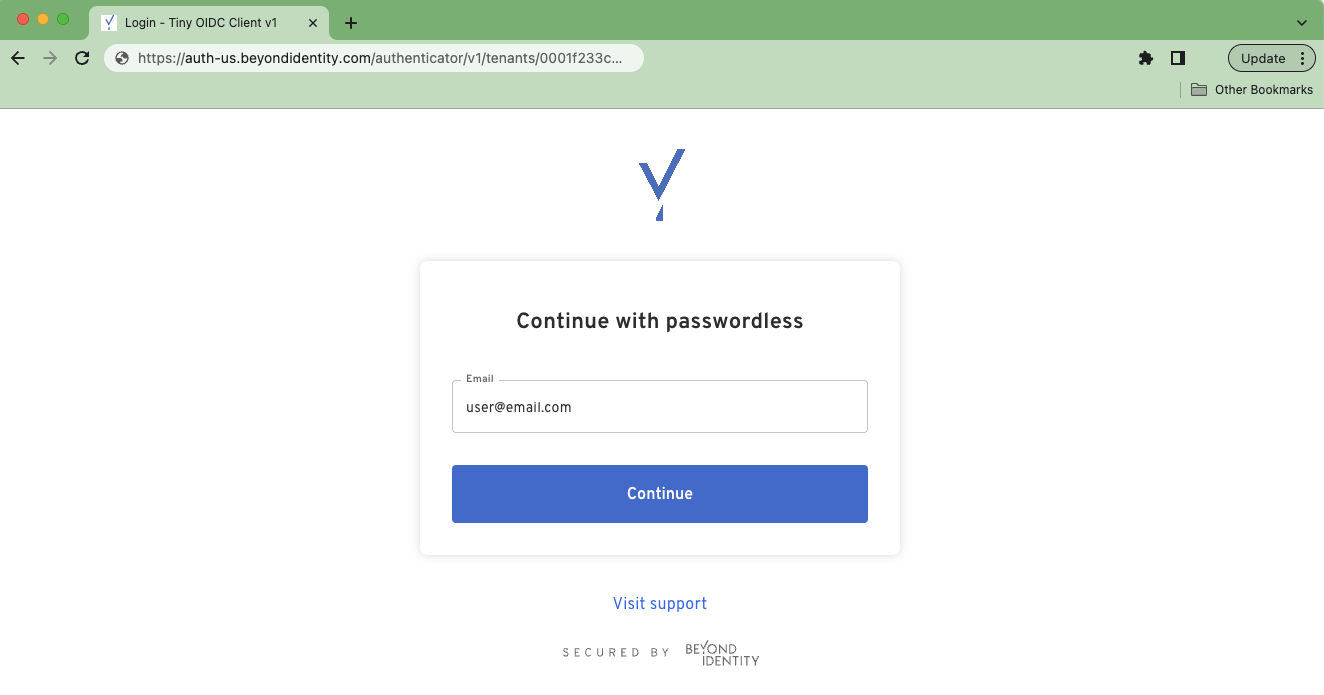 Login - Tiny OIDC Client v1
https://auth-us.beyondidentity.com/authenticator/v1/tenants/0001f233c...
Update
Other Bookmarks
Continue with passwordless
Email
user@email.com
Continue
Visit support
SECURED BY
BEYOND
IDENTITY